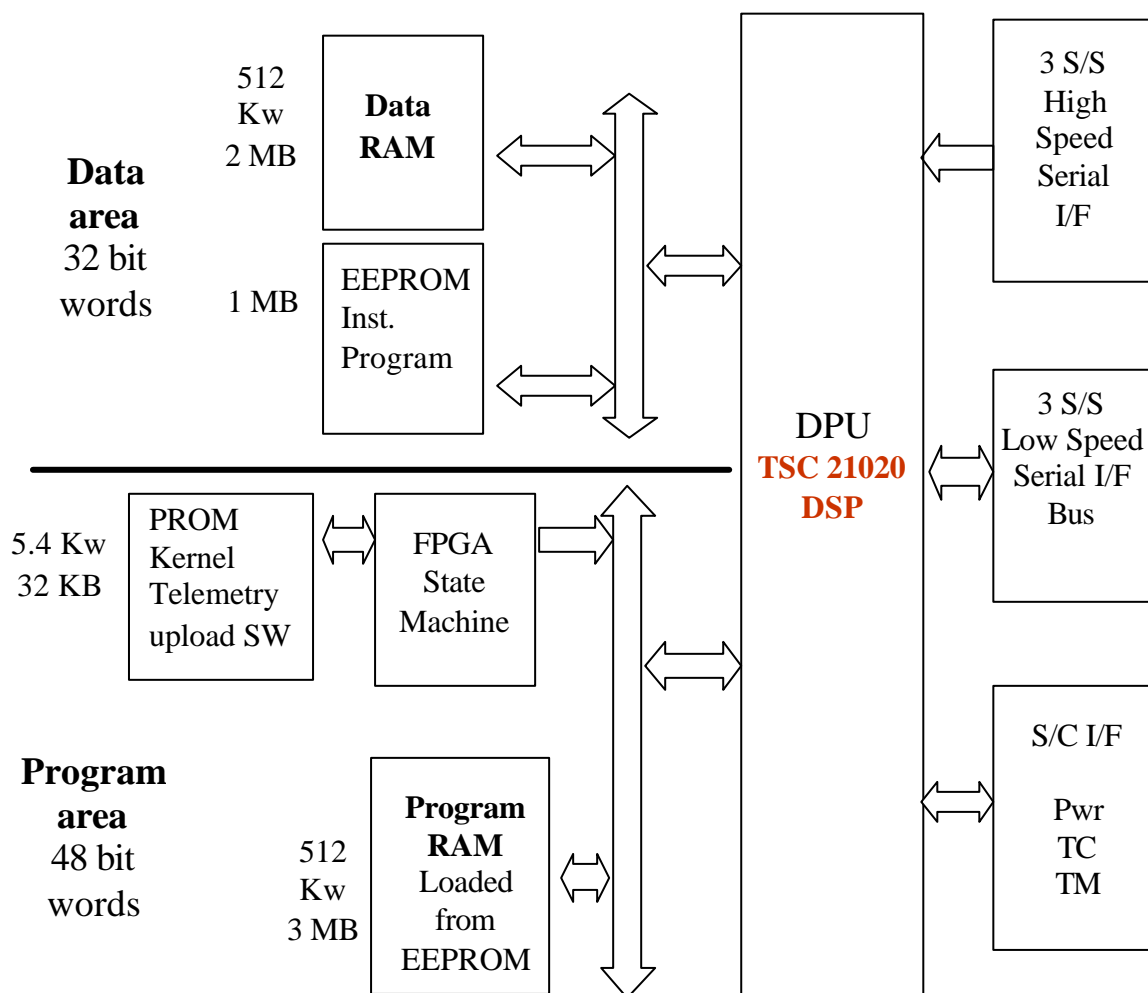 Data
area
32 bit
words
512
Kw
2 MB
Data
RAM
1 MB
EEPROM
Inst.
Program
5.4 Kw
32 KB
PROM
Kernel
Telemetry
upload SW
FPGA
State
Machine
Program
area
48 bit
words
512
Kw
3 MB
Program
RAM
Loaded
from
EEPROM
DPU
TSC 21020
DSP
3 S/S
High
Speed
Serial
I/F
3 S/S
Low Speed
Serial I/F
Bus
S/C I/F
Pwr
TC
TM